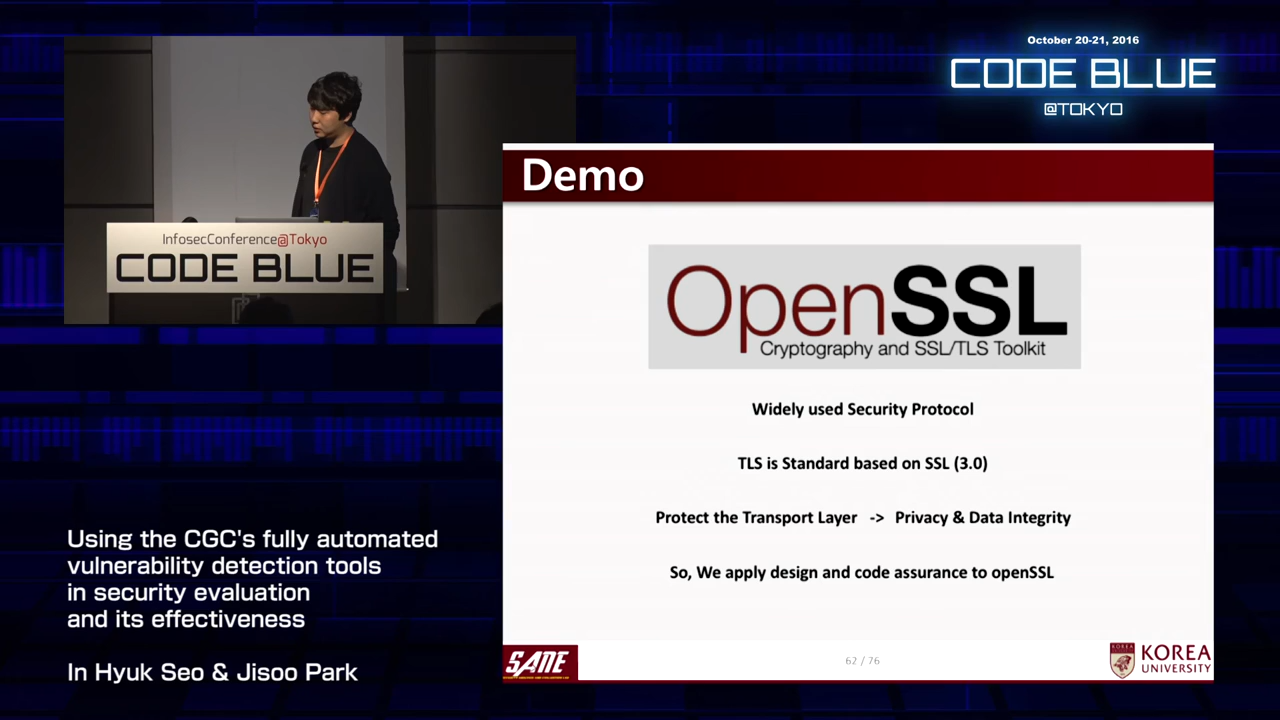 October 20-21, 2016
CODE BLUE
@TOKYO
InfosecConference@Tokyo
CODE BLUE
Demo
OpenSSL
Cryptography and SSL/TLS Toolkit
Widely used Security Protocol
TLS is Standard based on SSL (3.0)
Protect the Transport Layer -> Privacy & Data Integrity
So, We apply design and code assurance to openSSL
SANE
62 / 76
KOREA
UNIVERSITY
Using the CGC's fully automated
vulnerability detection tools
in security evaluation
and its effectiveness
In Hyuk Seo & Jisoo Park